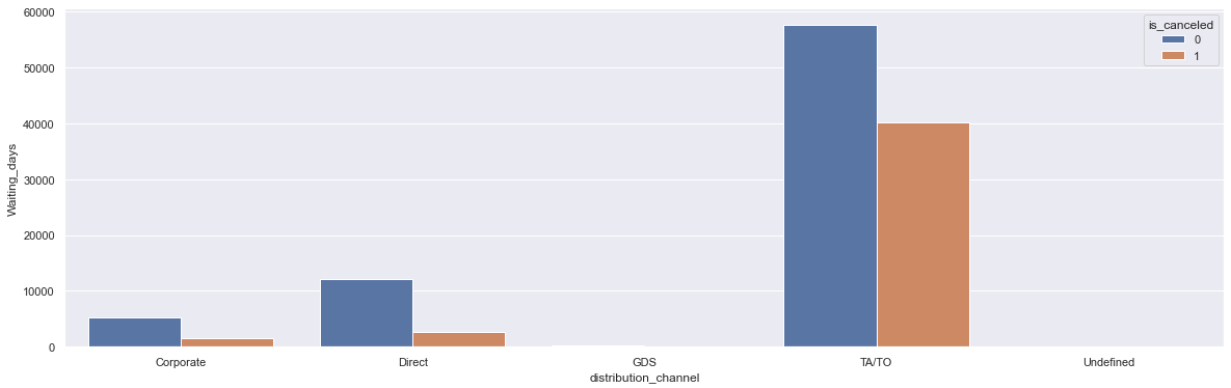 60000
50000
40000
30000
20000
10000
0
Waiting_days
is_canceled
0
1
Corporate Direct GDS TA/TO Undefined
distribution_channel